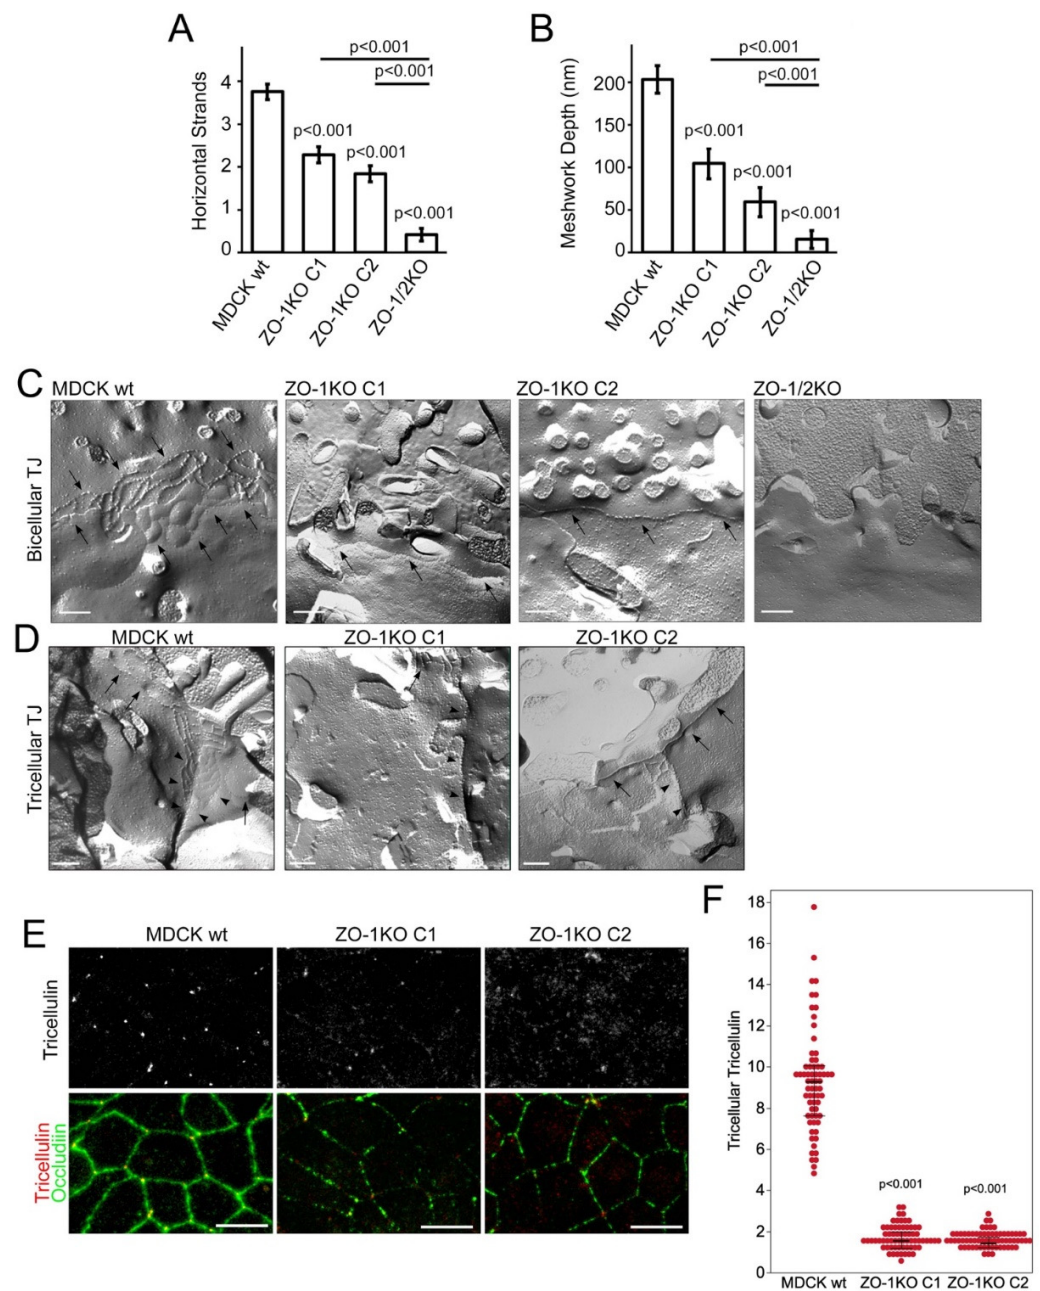 A
B
p<0.001
p<0.001
p<0.001
p<0.001
p<0.001
p<0.001
Horizontal Strands
4
3
2
1
0
MDCK wt
ZO-1KO C1
ZO-1KO C2
ZO-1/2KO
p<0.001
p<0.001
p<0.001
p<0.001
Meshwork Depth (nm)
200
150
100
50
0
MDCK wt
ZO-1KO C1
ZO-1KO C2
ZO-1/2KO
C
MDCK wt
ZO-1KO C1
ZO-1KO C2
ZO-1/2KO
Bicellular TJ
D
MDCK wt
ZO-1KO C1
ZO-1KO C2
Tricellular TJ
E
MDCK wt
ZO-1KO C1
ZO-1KO C2
Tricellulin
Tricellulin
Occludiin
F
Tricellular Tricellulin
18
16
14
12
10
8
6
4
2
0
p<0.001
p<0.001
MDCK wt
ZO-1KO C1
ZO-1KO C2